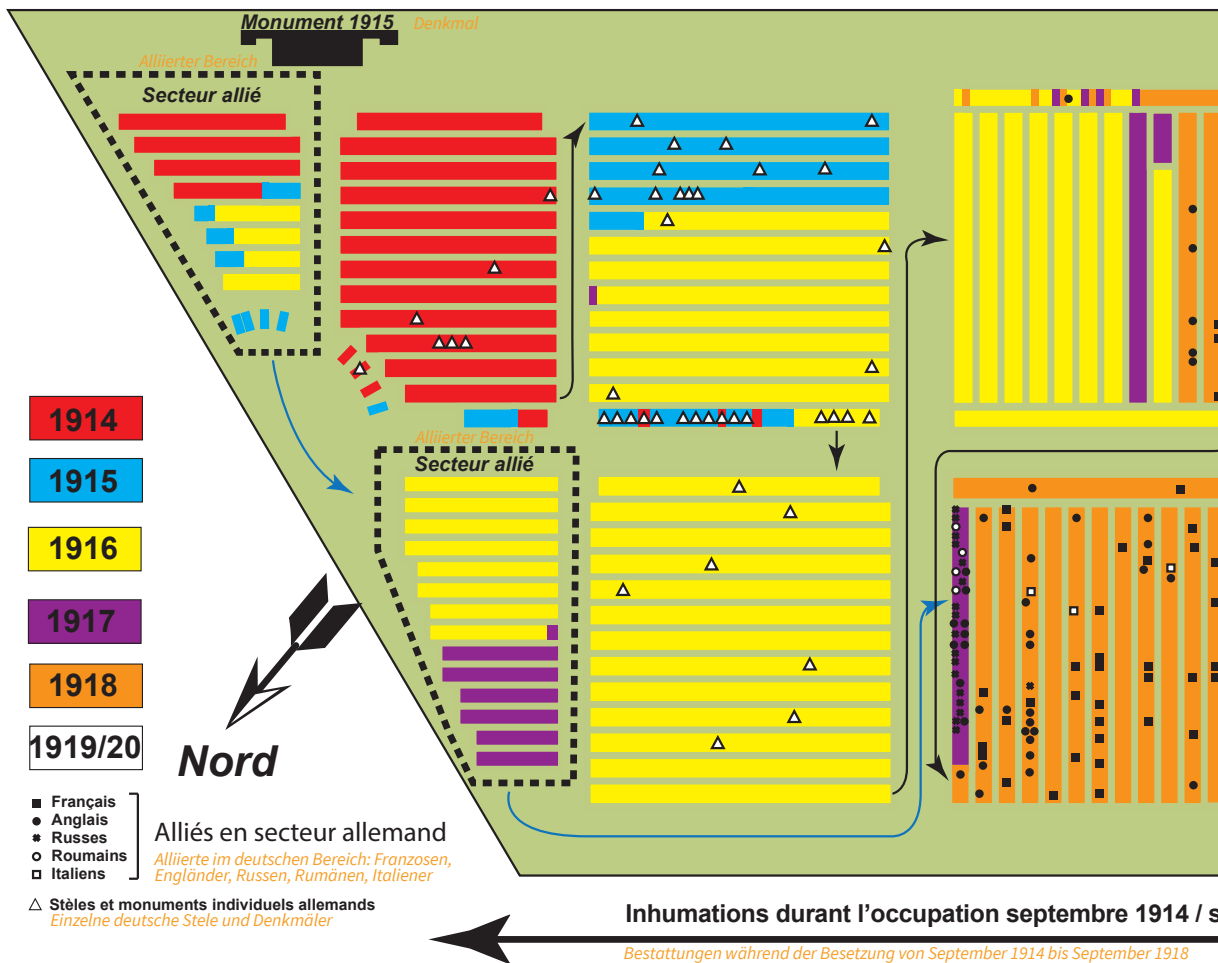 Monument 1915
Denkmal
Alliierter Bereich
Secteur allié
Alliierter Bereich
Secteur allié
1914
1915
1916
1917
1918
1919/20
Nord
Français
Anglais
Russes
Roumains
Italiens
Alliés en secteur allemand
Alliierte im deutschen Bereich: Franzosen,
Engländer, Russen, Rumänen, Italiener
Stèles et monuments individuels allemands
Einzelne deutsche Stele und Denkmäler
Inhumations durant l'occupation septembre 1914 / s
Bestattungen während der Besetzung von September 1914 bis September 1918